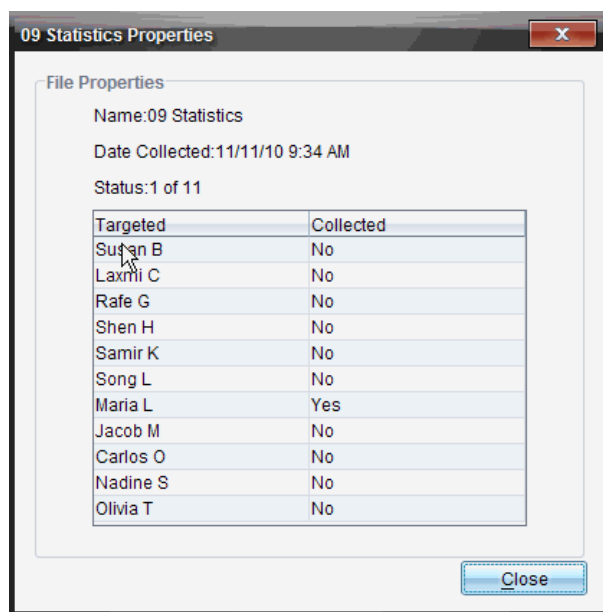 09 Statistics Properties
x
File Properties
Name:09 Statistics
Date Collected:11/11/10 9:34 AM
Status:1 of 11
Targeted Collected
Susan B No
Laxmi C No
Rafe G No
Shen H No
Samir K No
Song L No
Maria L Yes
Jacob M No
Carlos O No
Nadine S No
Olivia T No
Close